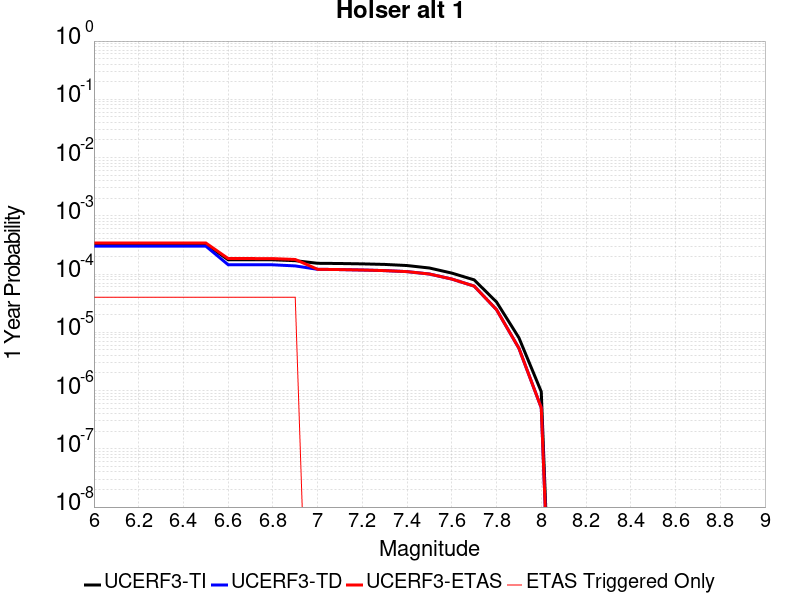 Holser alt 1
10^0
10^-1
10^-2
10^-3
10^-4
10^-5
10^-6
10^-7
10^-8
1 Year Probability
6 6.2 6.4 6.6 6.8 7 7.2 7.4 7.6 7.8 8 8.2 8.4 8.6 8.8 9
Magnitude
UCERF3-TI UCERF3-TD UCERF3-ETAS ETAS Triggered Only